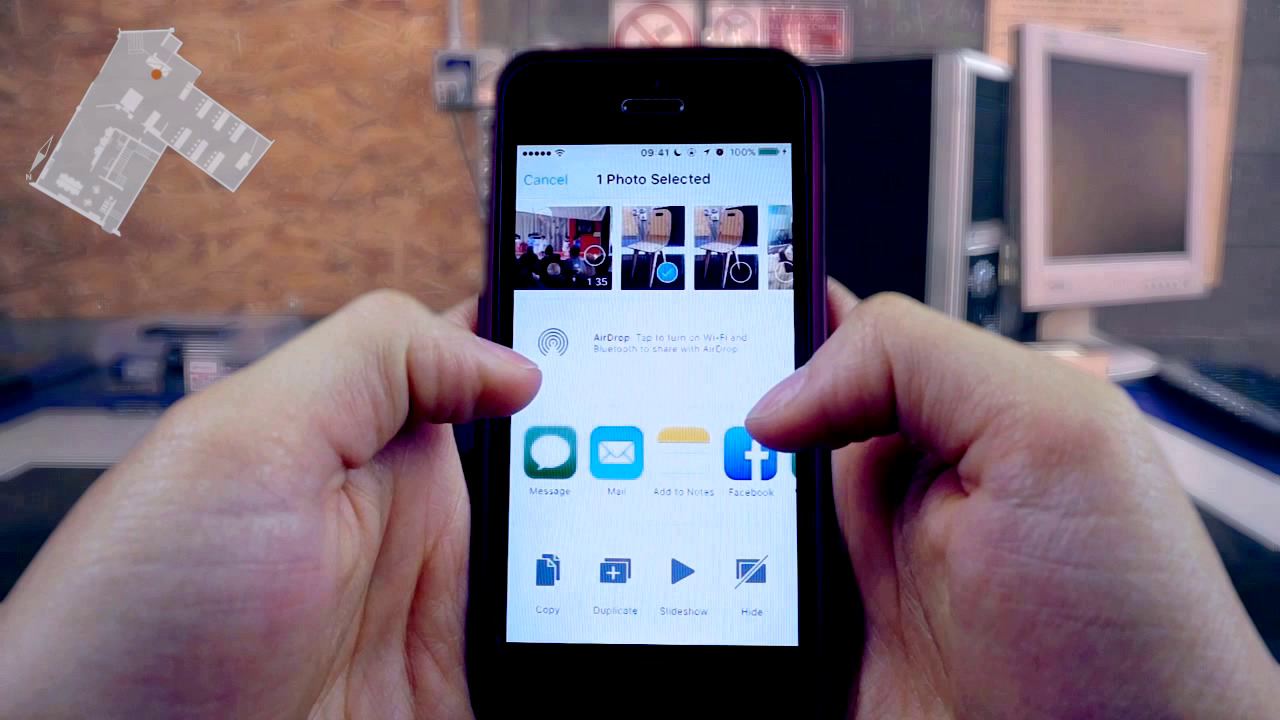 09:41
100%
Cancel
1 Photo Selected
1 35
AirDrop Tap to turn on Wi-Fi and
Bluetooth to share with AirDrop
Message
Mail
Add to Notes
Facebook
Copy
Duplicate
Slideshow
Hide
N